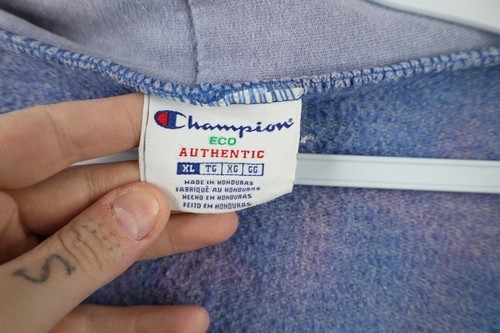 Champion®
ECO
AUTHENTIC
XL TG XG GG
MADE IN HONDURAS
FABRIQUÉ AU HONDURAS
HECHO EN HONDURAS
FEITO EM HONDURAS